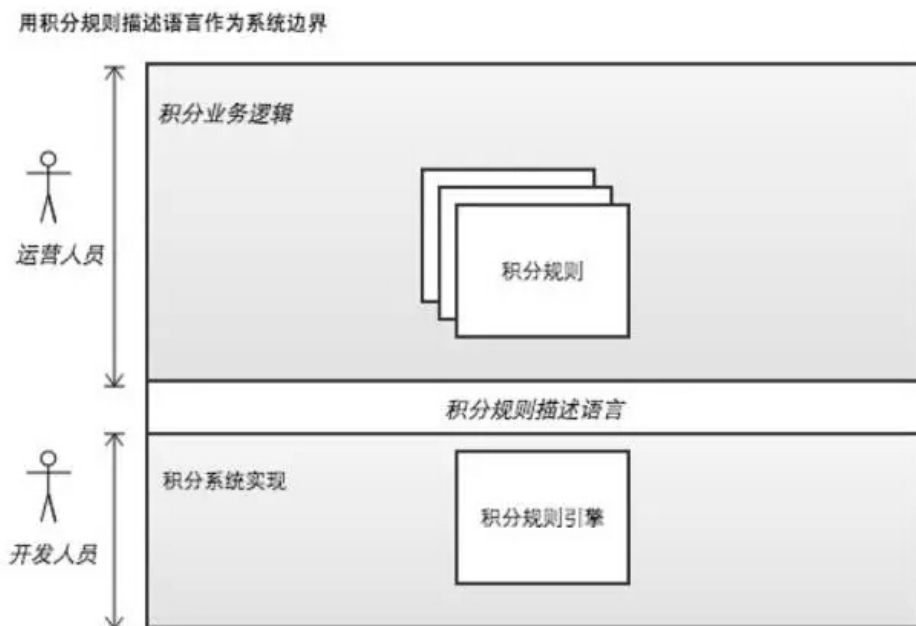 用积分规则描述语言作为系统边界
积分业务逻辑
运营人员
积分规则
积分规则描述语言
积分系统实现
积分规则引擎
开发人员